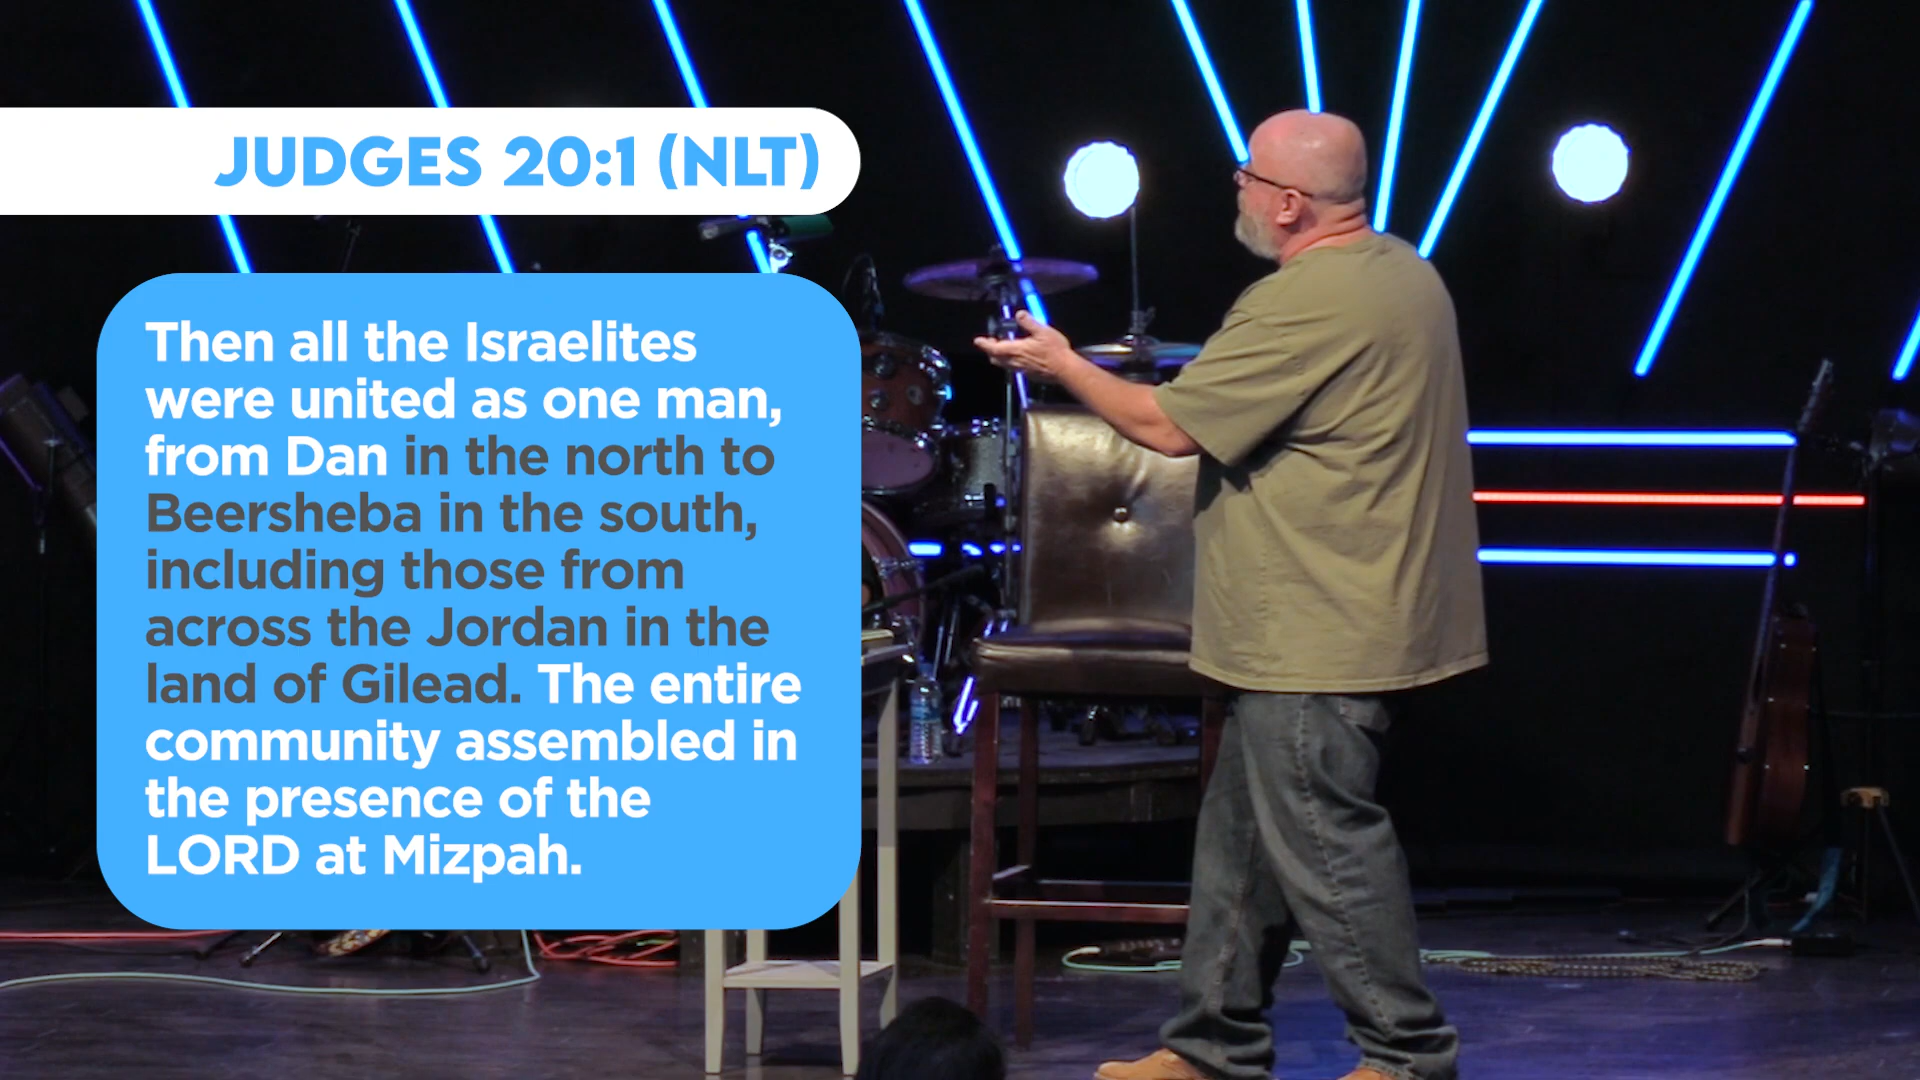 JUDGES 20:1 (NLT)
Then all the Israelites
were united as one man,
from Dan in the north to
Beersheba in the south,
including those from
across the Jordan in the
land of Gilead. The entire
community assembled in
the presence of the
LORD at Mizpah.